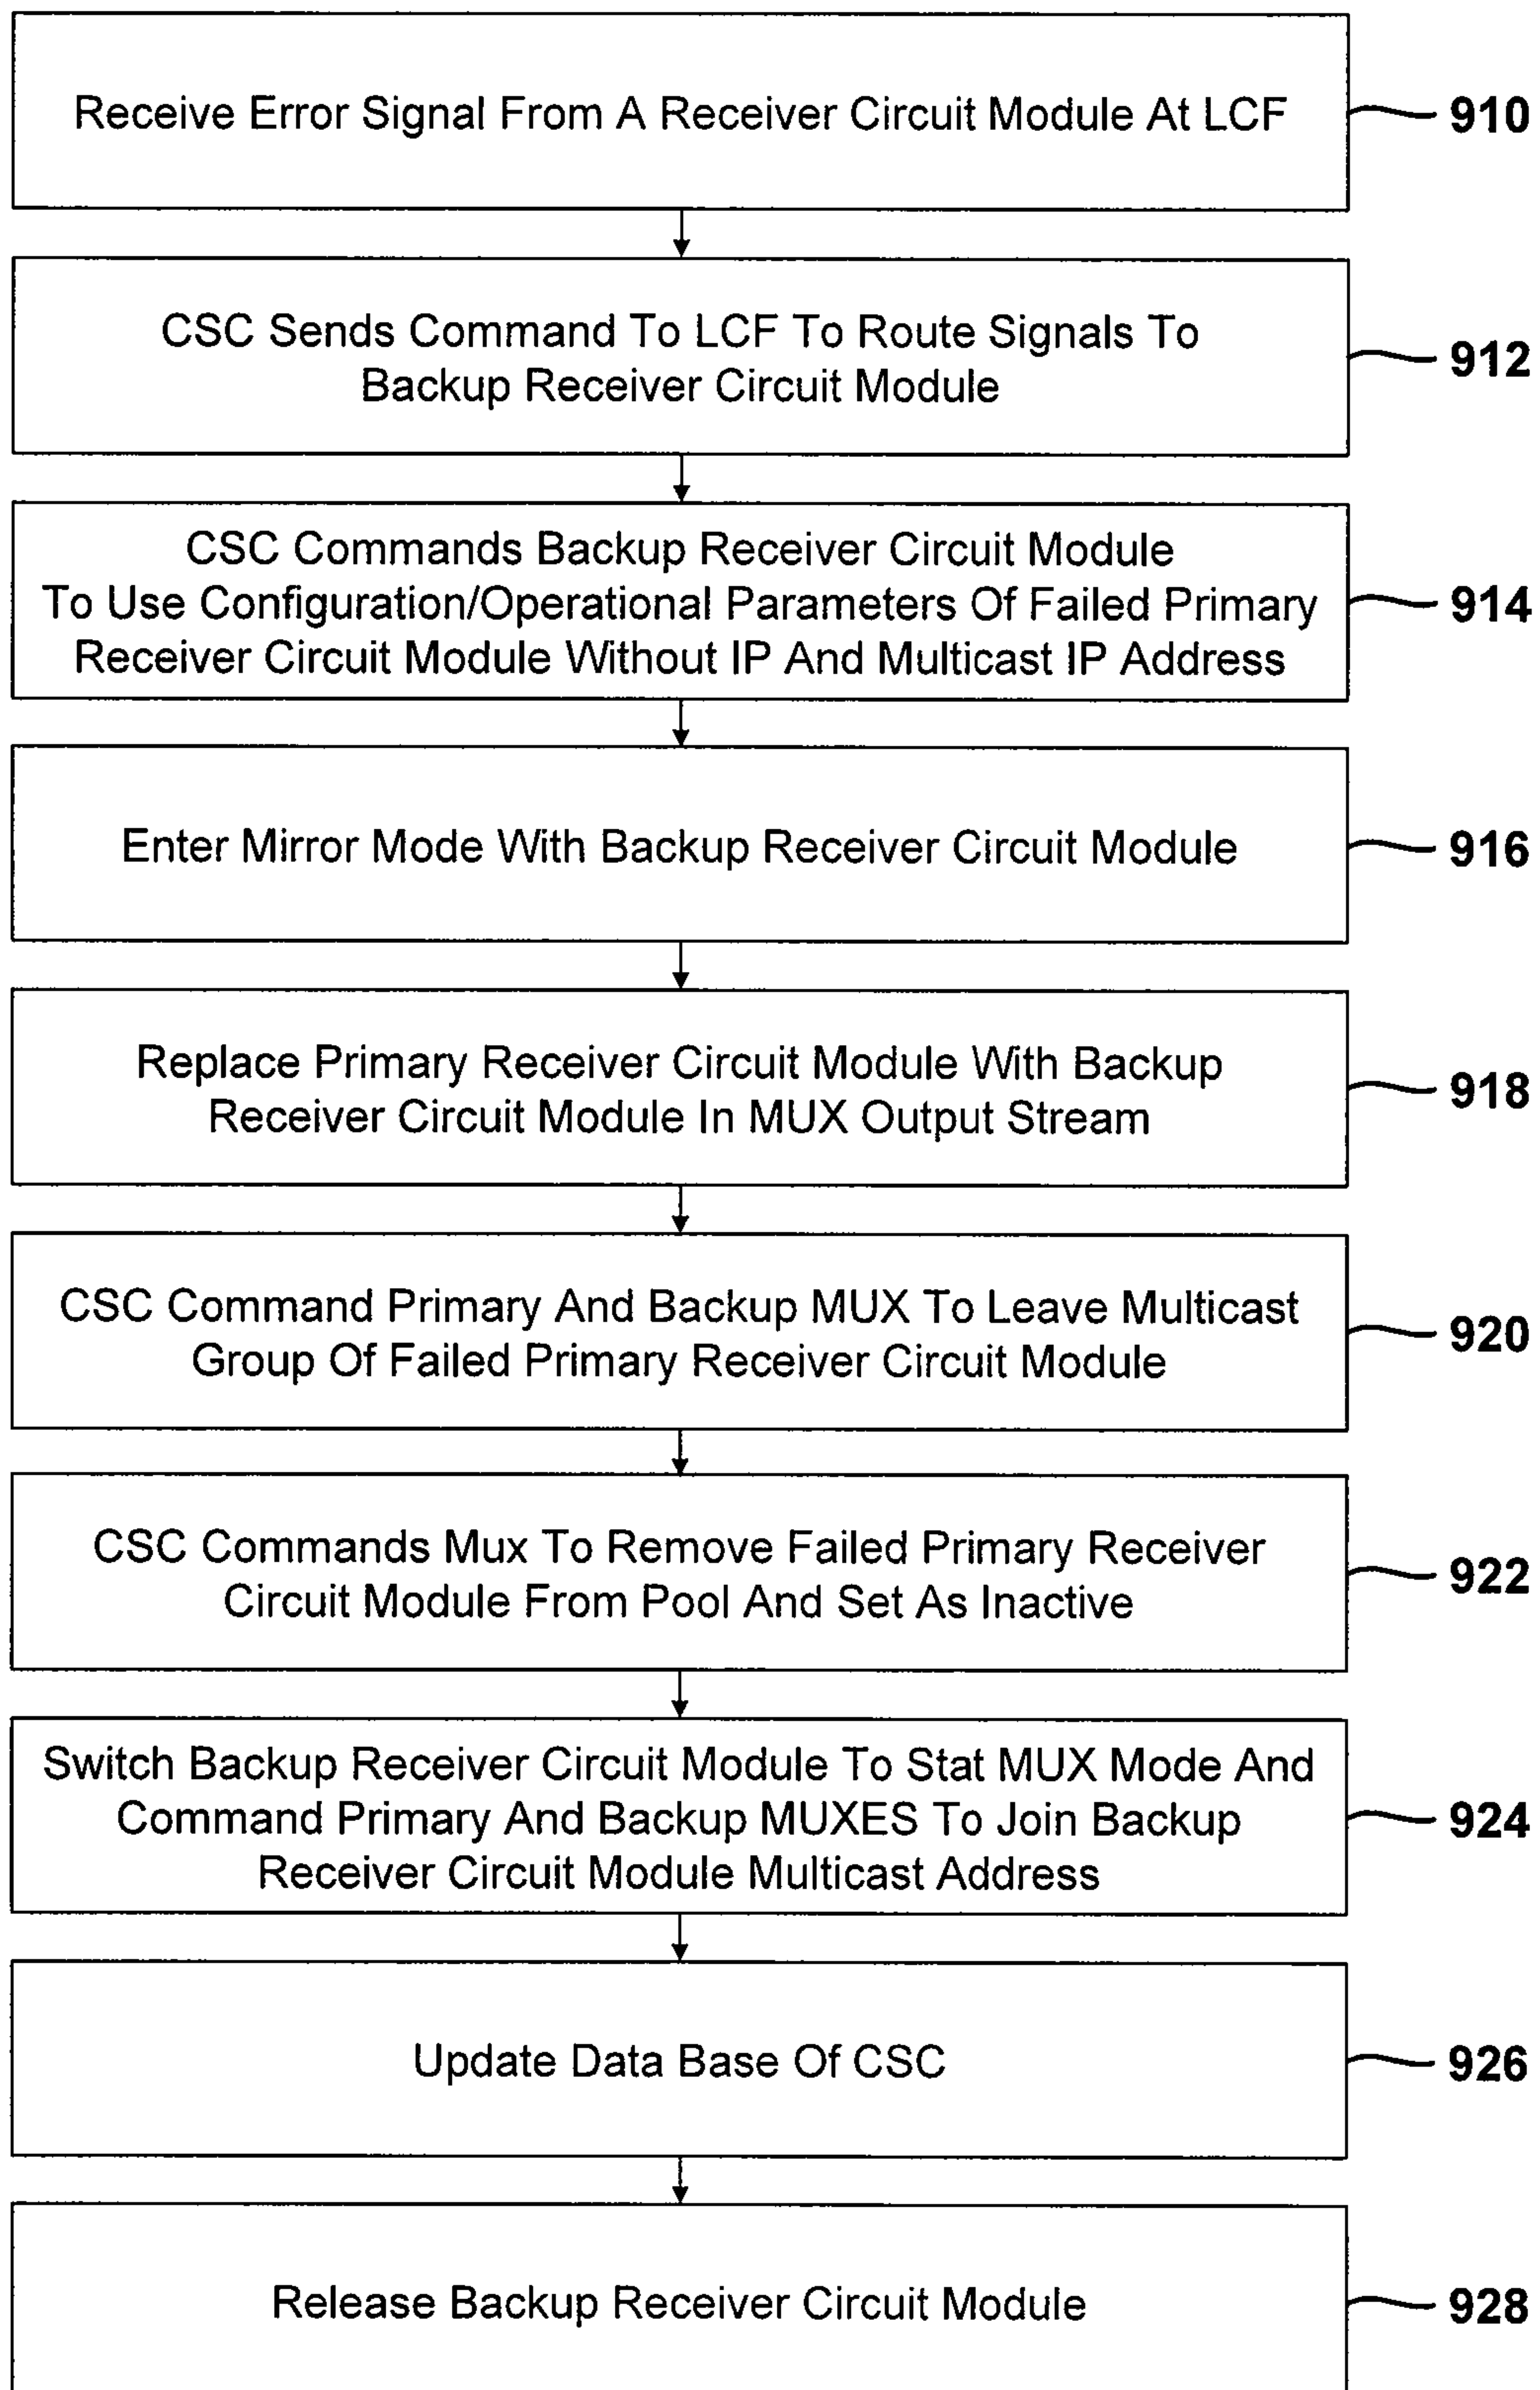 Receive Error Signal From A Receiver Circuit Module At LCF
910
CSC Sends Command To LCF To Route Signals To
Backup Receiver Circuit Module
912
CSC Commands Backup Receiver Circuit Module
To Use Configuration/Operational Parameters Of Failed Primary
Receiver Circuit Module Without IP And Multicast IP Address
914
Enter Mirror Mode With Backup Receiver Circuit Module
916
Replace Primary Receiver Circuit Module With Backup
Receiver Circuit Module In MUX Output Stream
918
CSC Command Primary And Backup MUX To Leave Multicast
Group Of Failed Primary Receiver Circuit Module
920
CSC Commands Mux To Remove Failed Primary Receiver
Circuit Module From Pool And Set As Inactive
922
Switch Backup Receiver Circuit Module To Stat MUX Mode And
Command Primary And Backup MUXES To Join Backup
Receiver Circuit Module Multicast Address
924
Update Data Base Of CSC
926
Release Backup Receiver Circuit Module
928